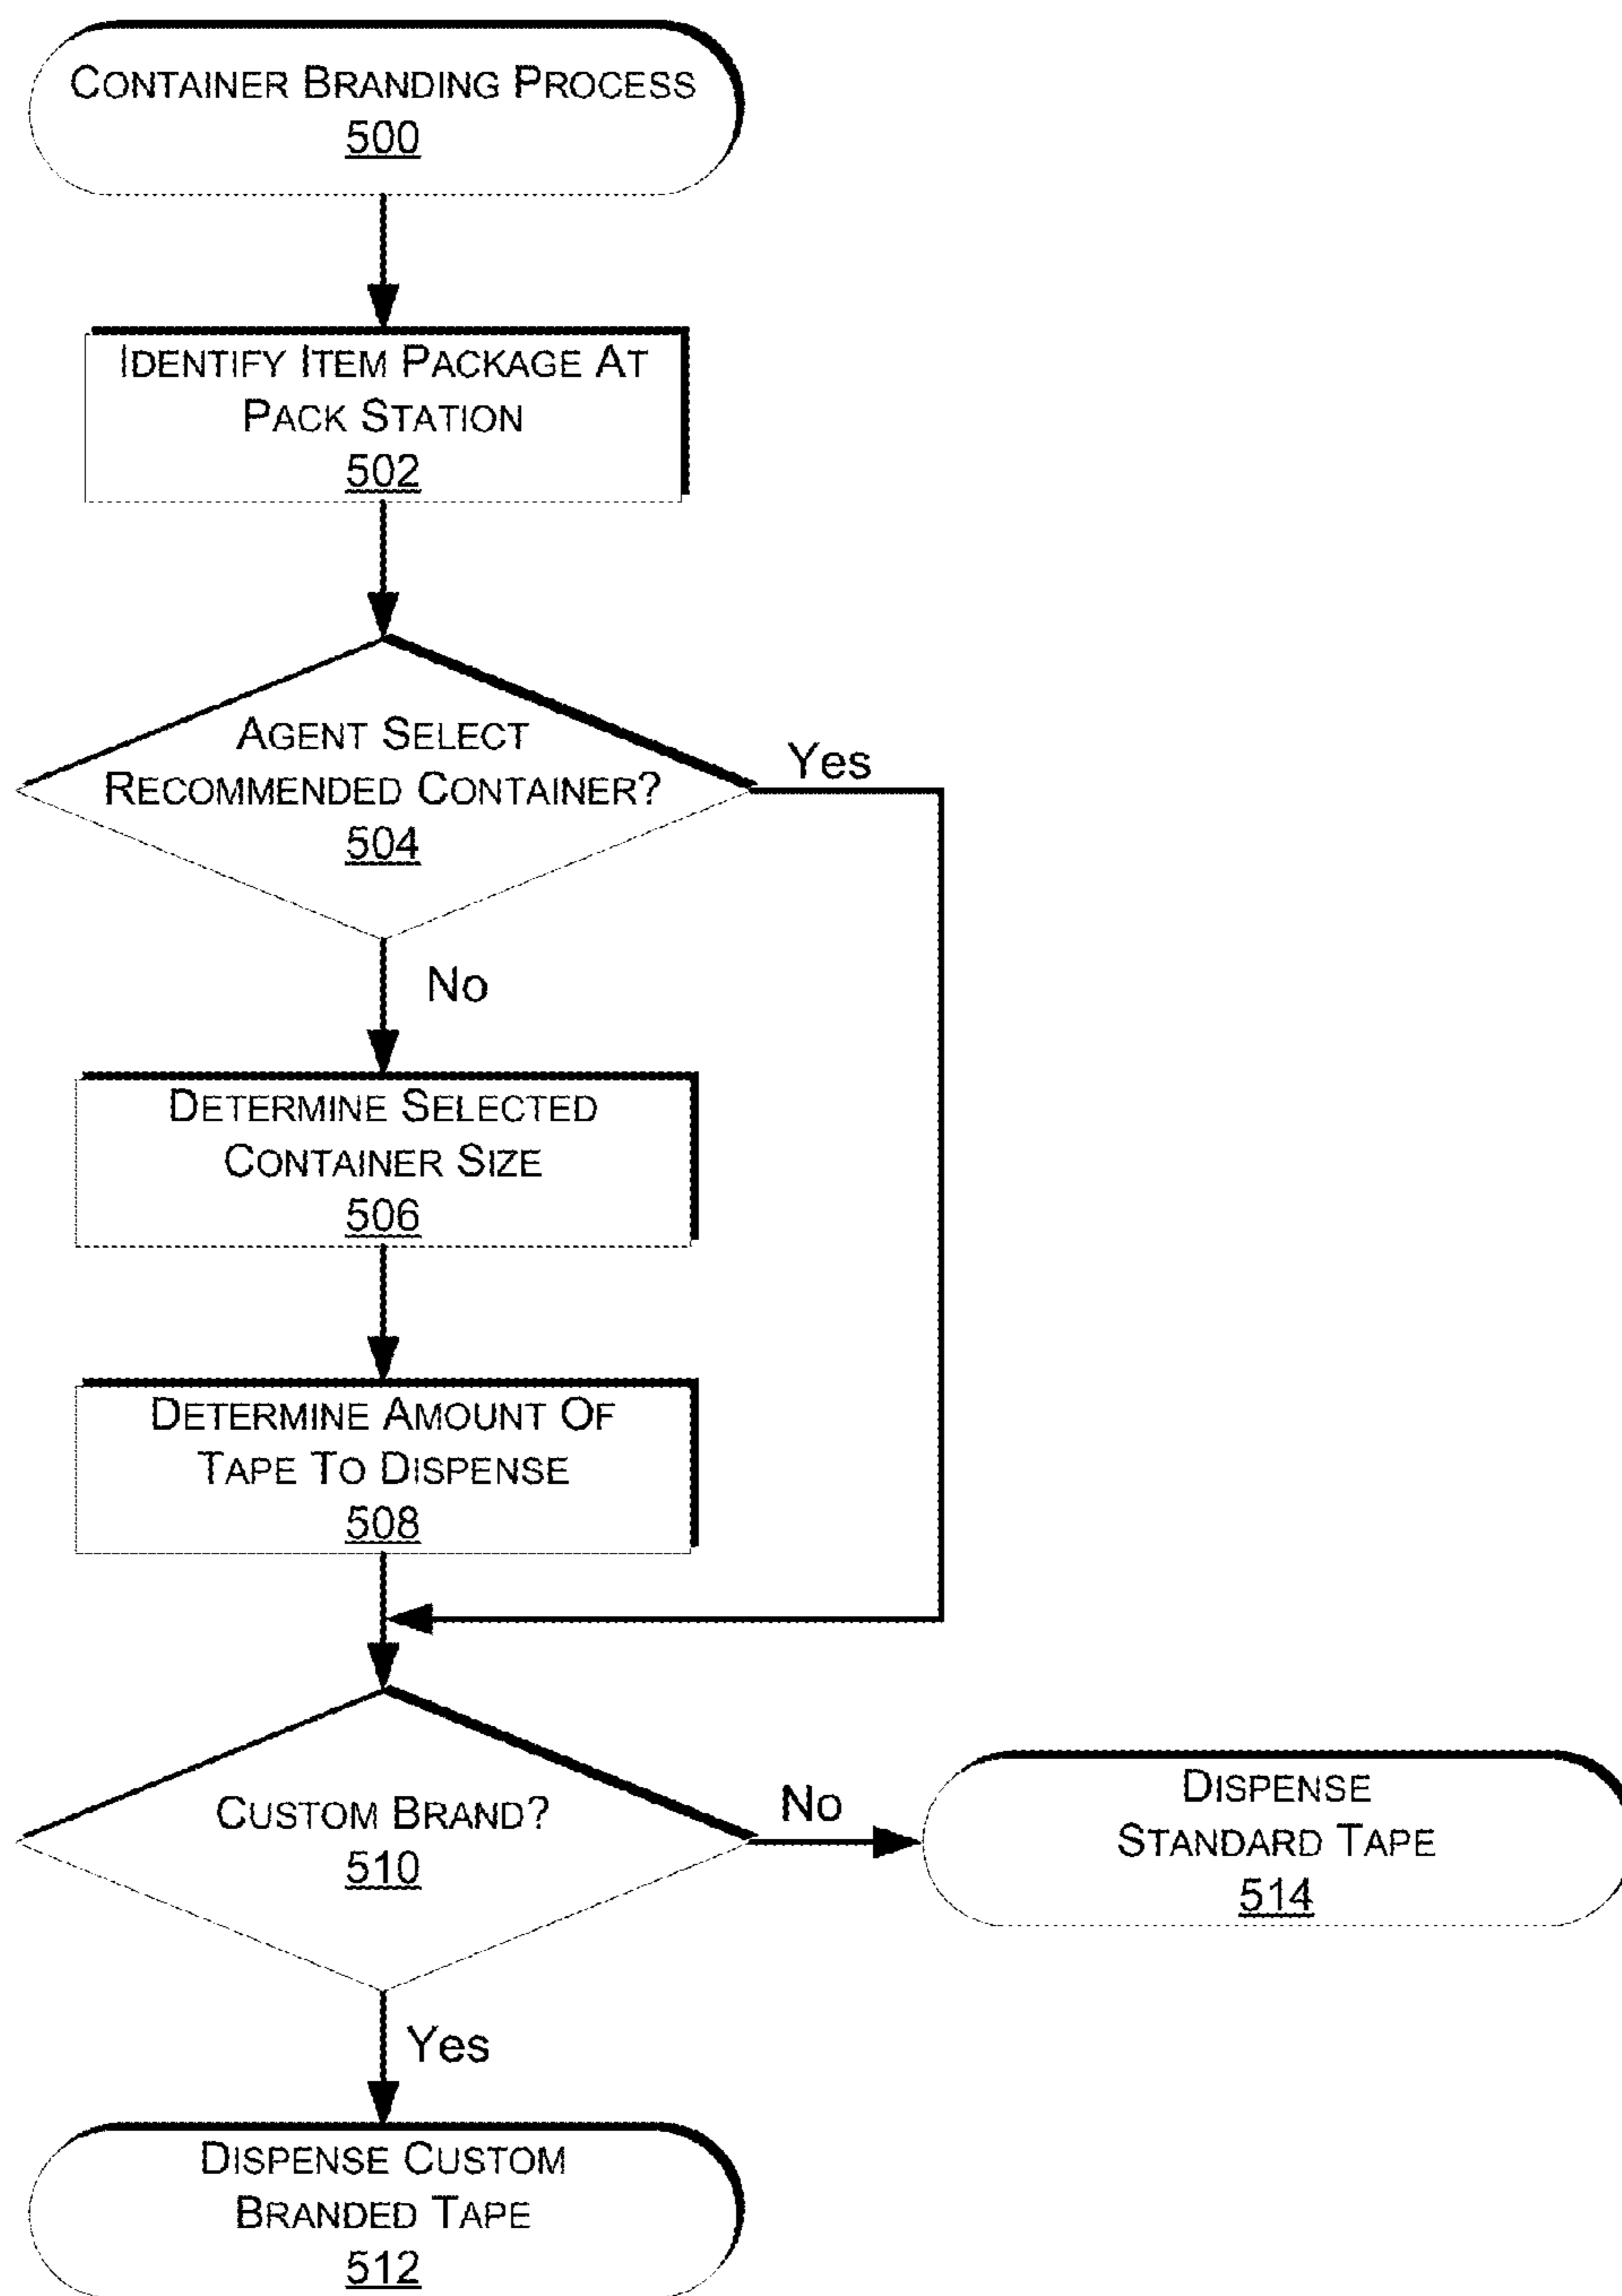 CONTAINER BRANDING PROCESS
500
IDENTIFY ITEM PACKAGE AT
PACK STATION
502
AGENT SELECT
RECOMMENDED CONTAINER?
504
Yes
No
DETERMINE SELECTED
CONTAINER SIZE
506
DETERMINE AMOUNT OF
TAPE TO DISPENSE
508
CUSTOM BRAND?
510
No
DISPENSE
STANDARD TAPE
514
Yes
DISPENSE CUSTOM
BRANDED TAPE
512